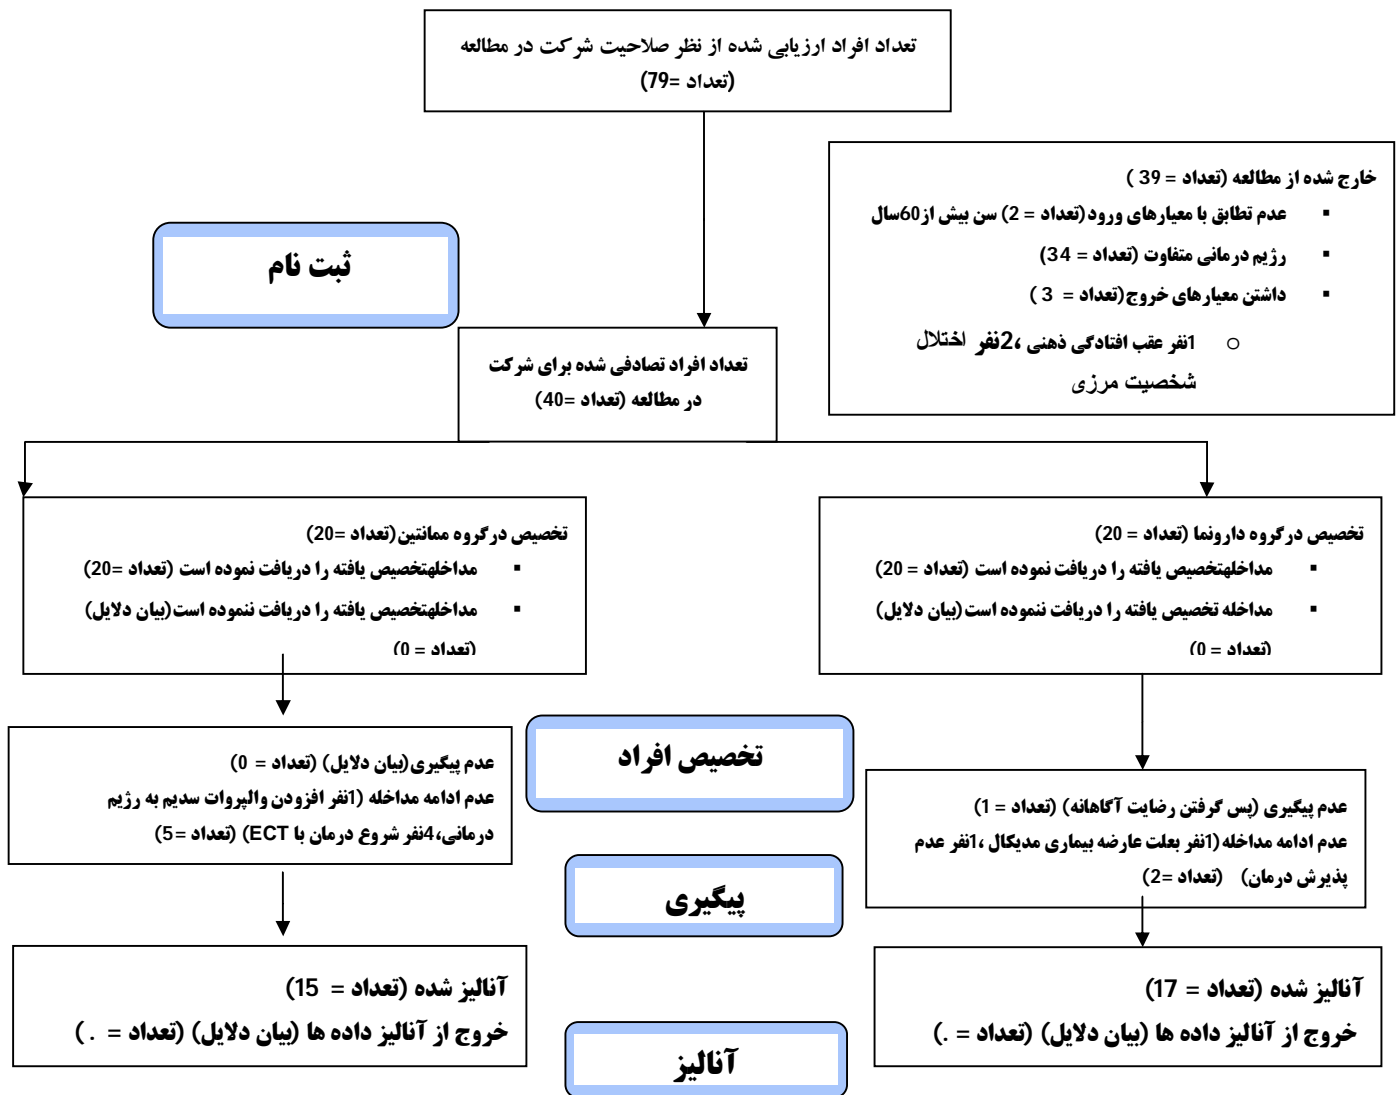 تعداد افراد ارزیابی شده از نظر صلاحیت شرکت در مطالعه
(تعداد =79)
خارج شده از مطالعه (تعداد = 39 )
▪ عدم تطابق با معیارهای ورود(تعداد = 2) سن بیش از60سال
▪ رژیم درمانی متفاوت (تعداد = 34)
▪ داشتن معیارهای خروج(تعداد = 3 )
○ 1نفر عقب افتادگی ذهنی ،2نفر اختلال
شخصیت مرزی
ثبت نام
تعداد افراد تصادفی شده برای شرکت
در مطالعه (تعداد =40)
تخصیص درگروه دارونما (تعداد = 20)
▪ مداخلهتخصیص یافته را دریافت نموده است (تعداد = 20)
▪ مداخله تخصیص یافته را دریافت ننموده است(بیان دلایل)
(تعداد = 0)
تخصیص درگروه ممانتین(تعداد =20)
▪ مداخلهتخصیص یافته را دریافت نموده است (تعداد =20)
▪ مداخلهتخصیص یافته را دریافت ننموده است(بیان دلایل)
(تعداد = 0)
تخصیص افراد
عدم پیگیری (پس گرفتن رضایت آگاهانه) (تعداد = 1)
عدم ادامه مداخله(1نفر بعلت عارضه بیماری مدیکال ،1نفر عدم
پذیرش درمان) (تعداد =2)
عدم پیگیری(بیان دلایل) (تعداد = 0)
عدم ادامه مداخله (1نفر افزودن والپروات سدیم به رژیم
درمانی،4نفر شروع درمان با ECT) (تعداد =5)
پیگیری
آنالیز شده (تعداد = 17)
خروج از آنالیز داده ها (بیان دلایل) (تعداد = .)
آنالیز شده (تعداد = 15)
خروج از آنالیز داده ها (بیان دلایل) (تعداد = . )
آنالیز